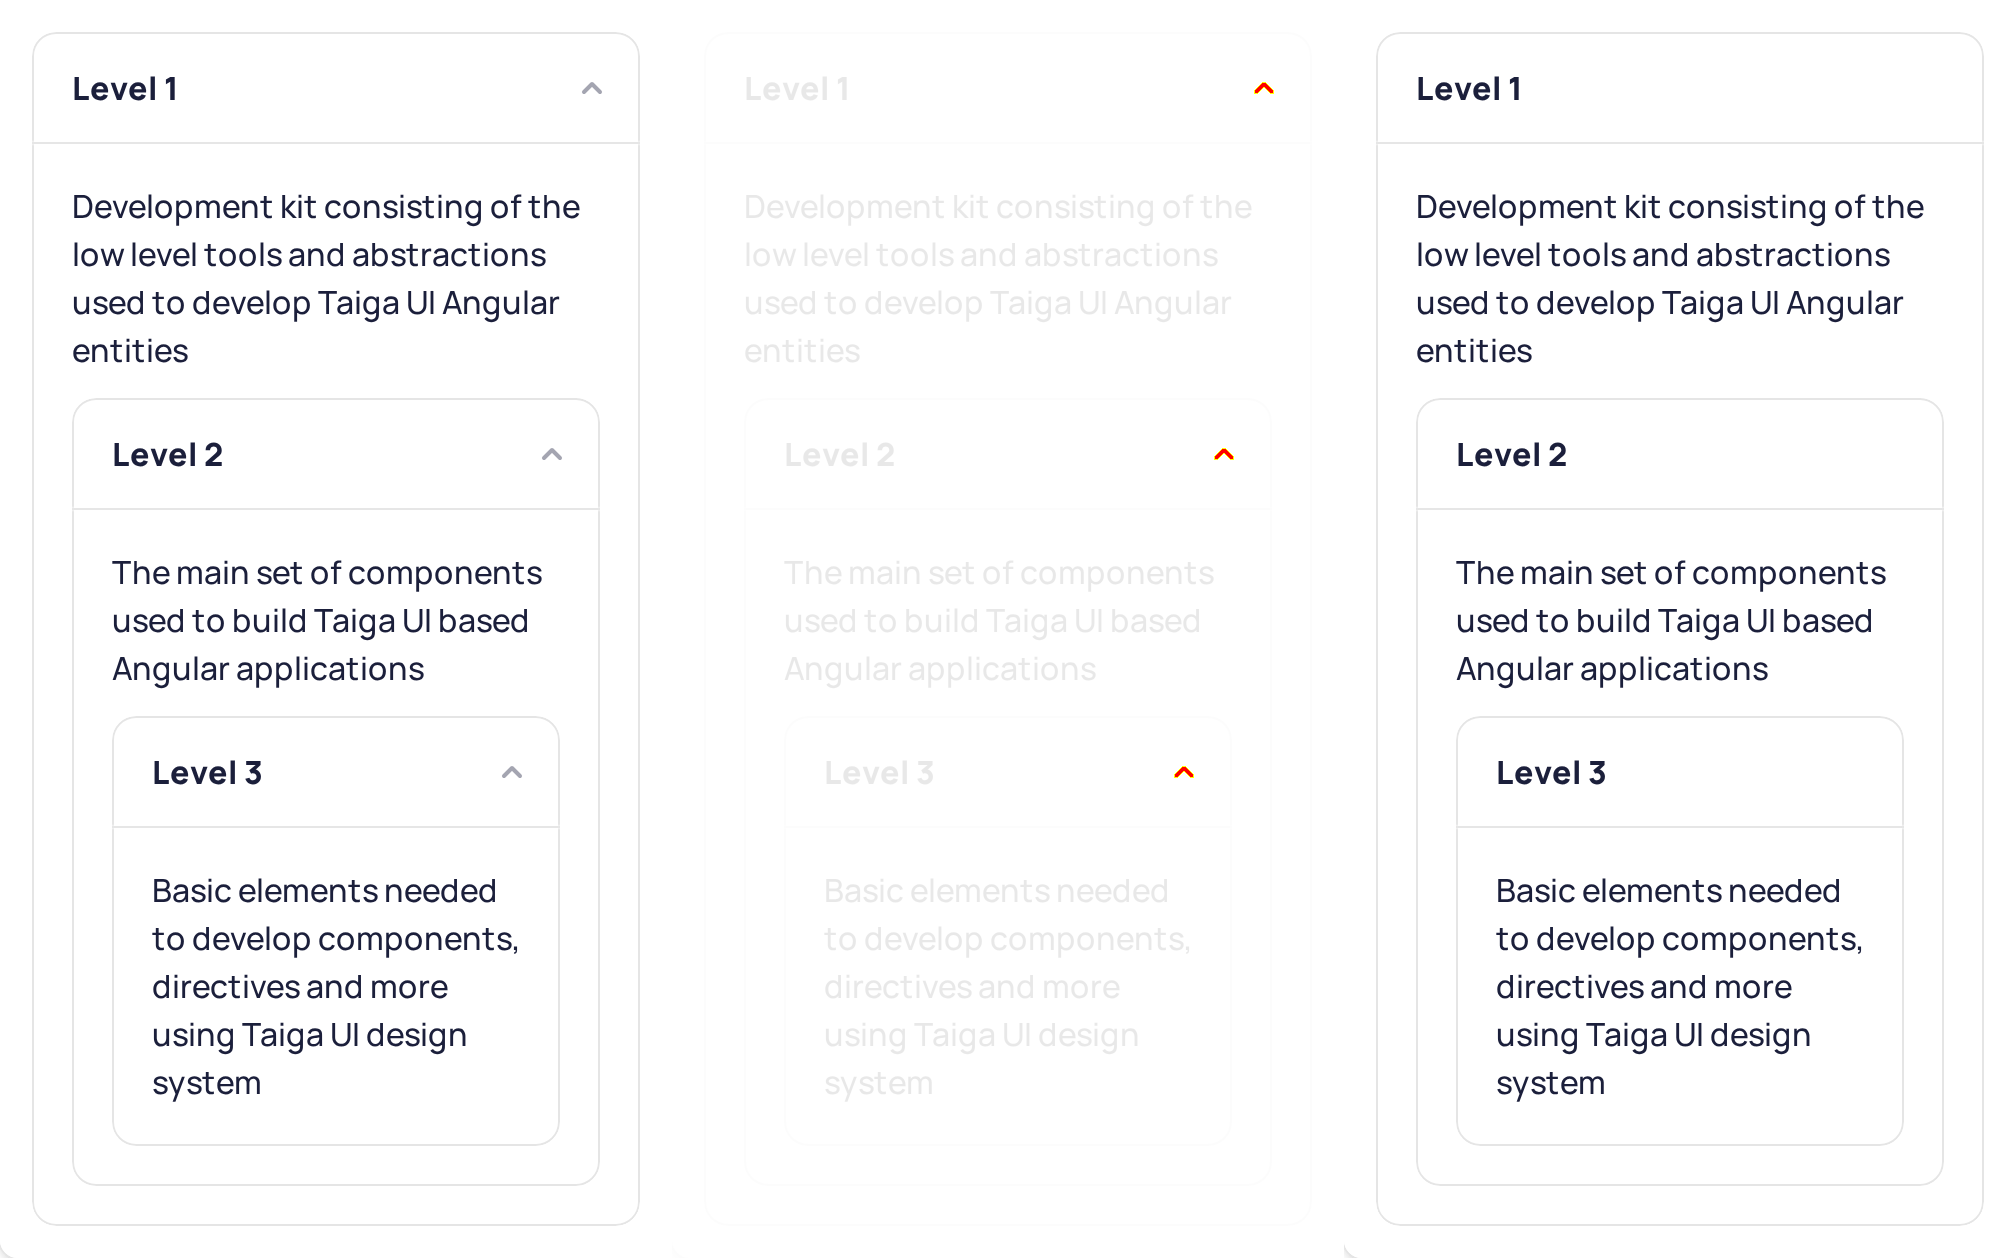 Level 1
Development kit consisting of the
low level tools and abstractions
used to develop Taiga UI Angular
entities
Level 2
The main set of components
used to build Taiga UI based
Angular applications
Level 3
Basic elements needed
to develop components,
directives and more
using Taiga UI design
system
Level 1
Development kit consisting of the
low level tools and abstractions
used to develop Taiga UI Angular
entities
Level 2
The main set of components
used to build Taiga UI based
Angular applications
Level 3
Basic elements needed
to develop components,
directives and more
using Taiga UI design
system
Level 1
Development kit consisting of the
low level tools and abstractions
used to develop Taiga UI Angular
entities
Level 2
The main set of components
used to build Taiga UI based
Angular applications
Level 3
Basic elements needed
to develop components,
directives and more
using Taiga UI design
system